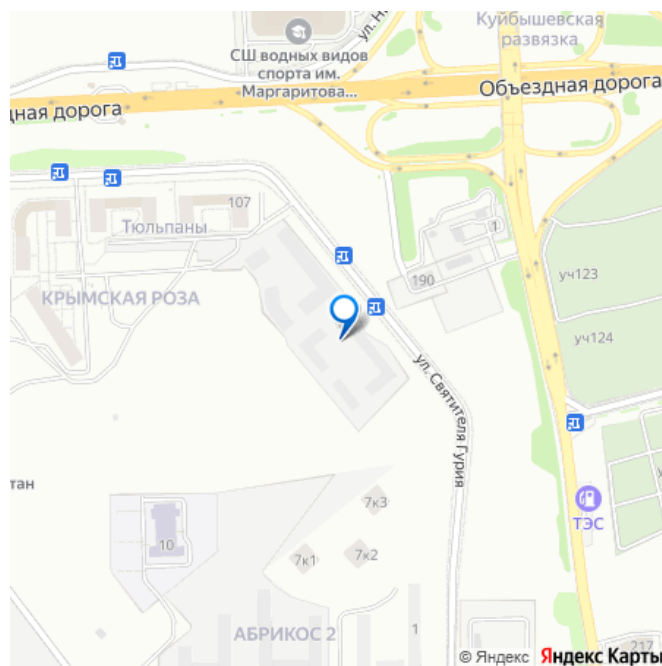 Куйбышевская
развязка
ул. Н
СШ водных видов
спорта им.
Маргаритова...
Объездная дорога
дная дорога
107
Тюльпаны
1
190
уч123
КРЫМСКАЯ РОЗА
уч124
ул. Святителя Гурия
тан
7к3
ТЭС
10
7к1
7к2
АБРИКОС 2
1
217
© Яндекс
Яндекс Карты